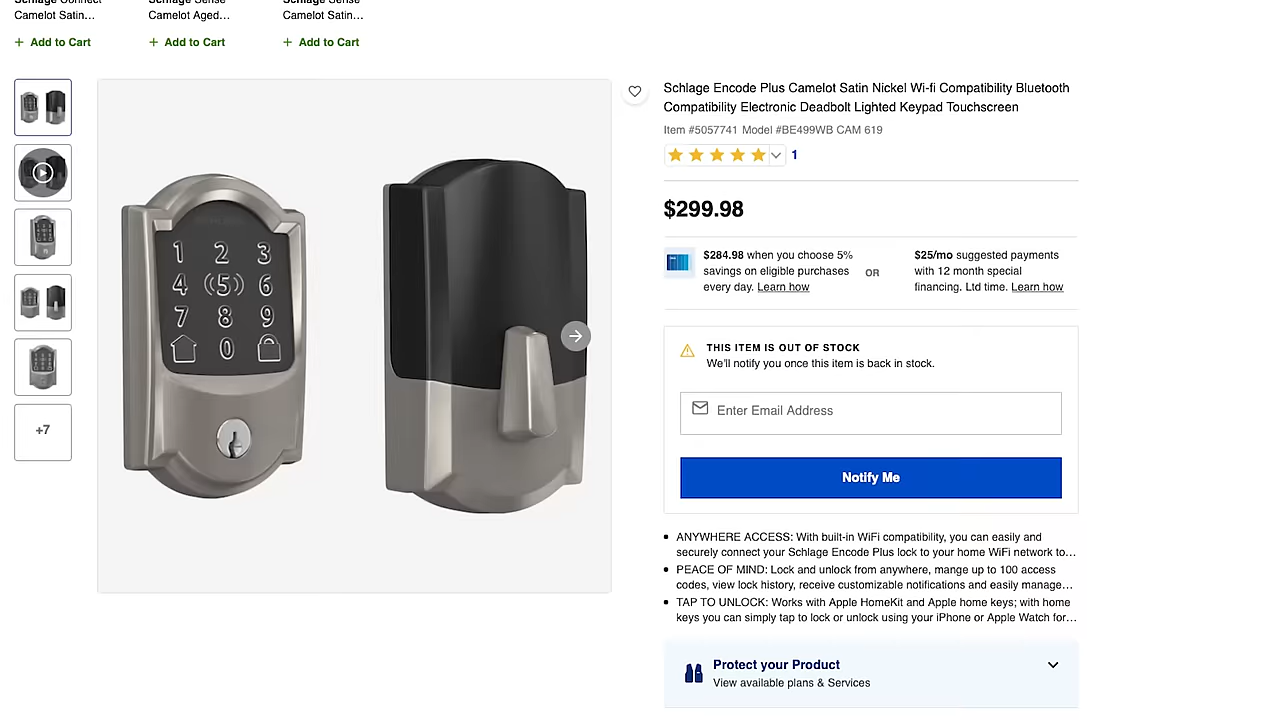 Schlage Connect
Camelot Satin...
+ Add to Cart
Schlage Sense
Camelot Aged...
+ Add to Cart
Schlage Sense
Camelot Satin...
+ Add to Cart
+7
1 2 3
4 ((5)) 6
7 8 9
0
Schlage Encode Plus Camelot Satin Nickel Wi-fi Compatibility Bluetooth
Compatibility Electronic Deadbolt Lighted Keypad Touchscreen
Item #5057741 Model #BE499WB CAM 619
1
$299.98
$284.98 when you choose 5%
savings on eligible purchases
every day. Learn how
OR
$25/mo suggested payments
with 12 month special
financing. Ltd time. Learn how
THIS ITEM IS OUT OF STOCK
We'll notify you once this item is back in stock.
Enter Email Address
Notify Me
ANYWHERE ACCESS: With built-in WiFi compatibility, you can easily and
securely connect your Schlage Encode Plus lock to your home WiFi network to...
PEACE OF MIND: Lock and unlock from anywhere, mange up to 100 access
codes, view lock history, receive customizable notifications and easily manage...
TAP TO UNLOCK: Works with Apple HomeKit and Apple home keys; with home
keys you can simply tap to lock or unlock using your iPhone or Apple Watch for...
Protect your Product
View available plans & Services